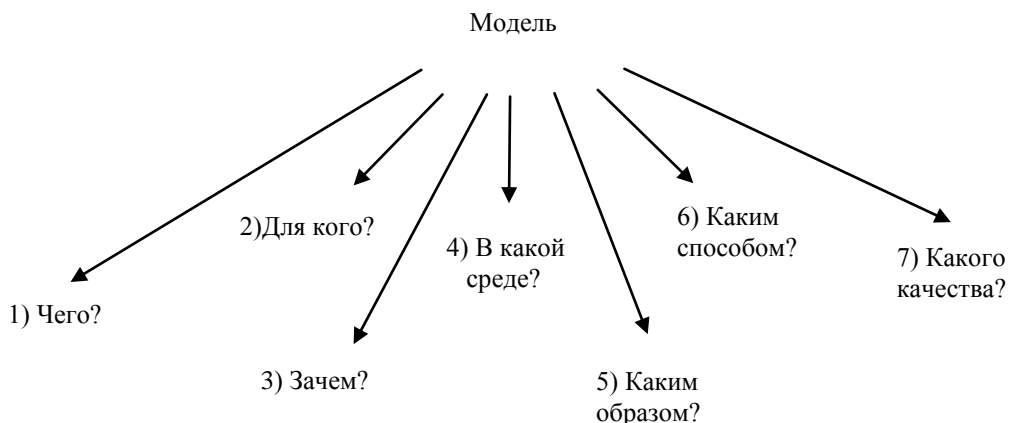 Модель
1) Чего?
2)Для кого?
3) Зачем?
4) В какой
среде?
5) Каким
образом?
6) Каким
способом?
7) Какого
качества?